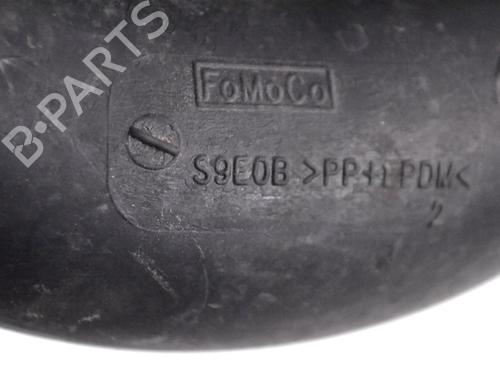 B-PARTS
FoMoCo
S9E0B >PP+EPDM<
2